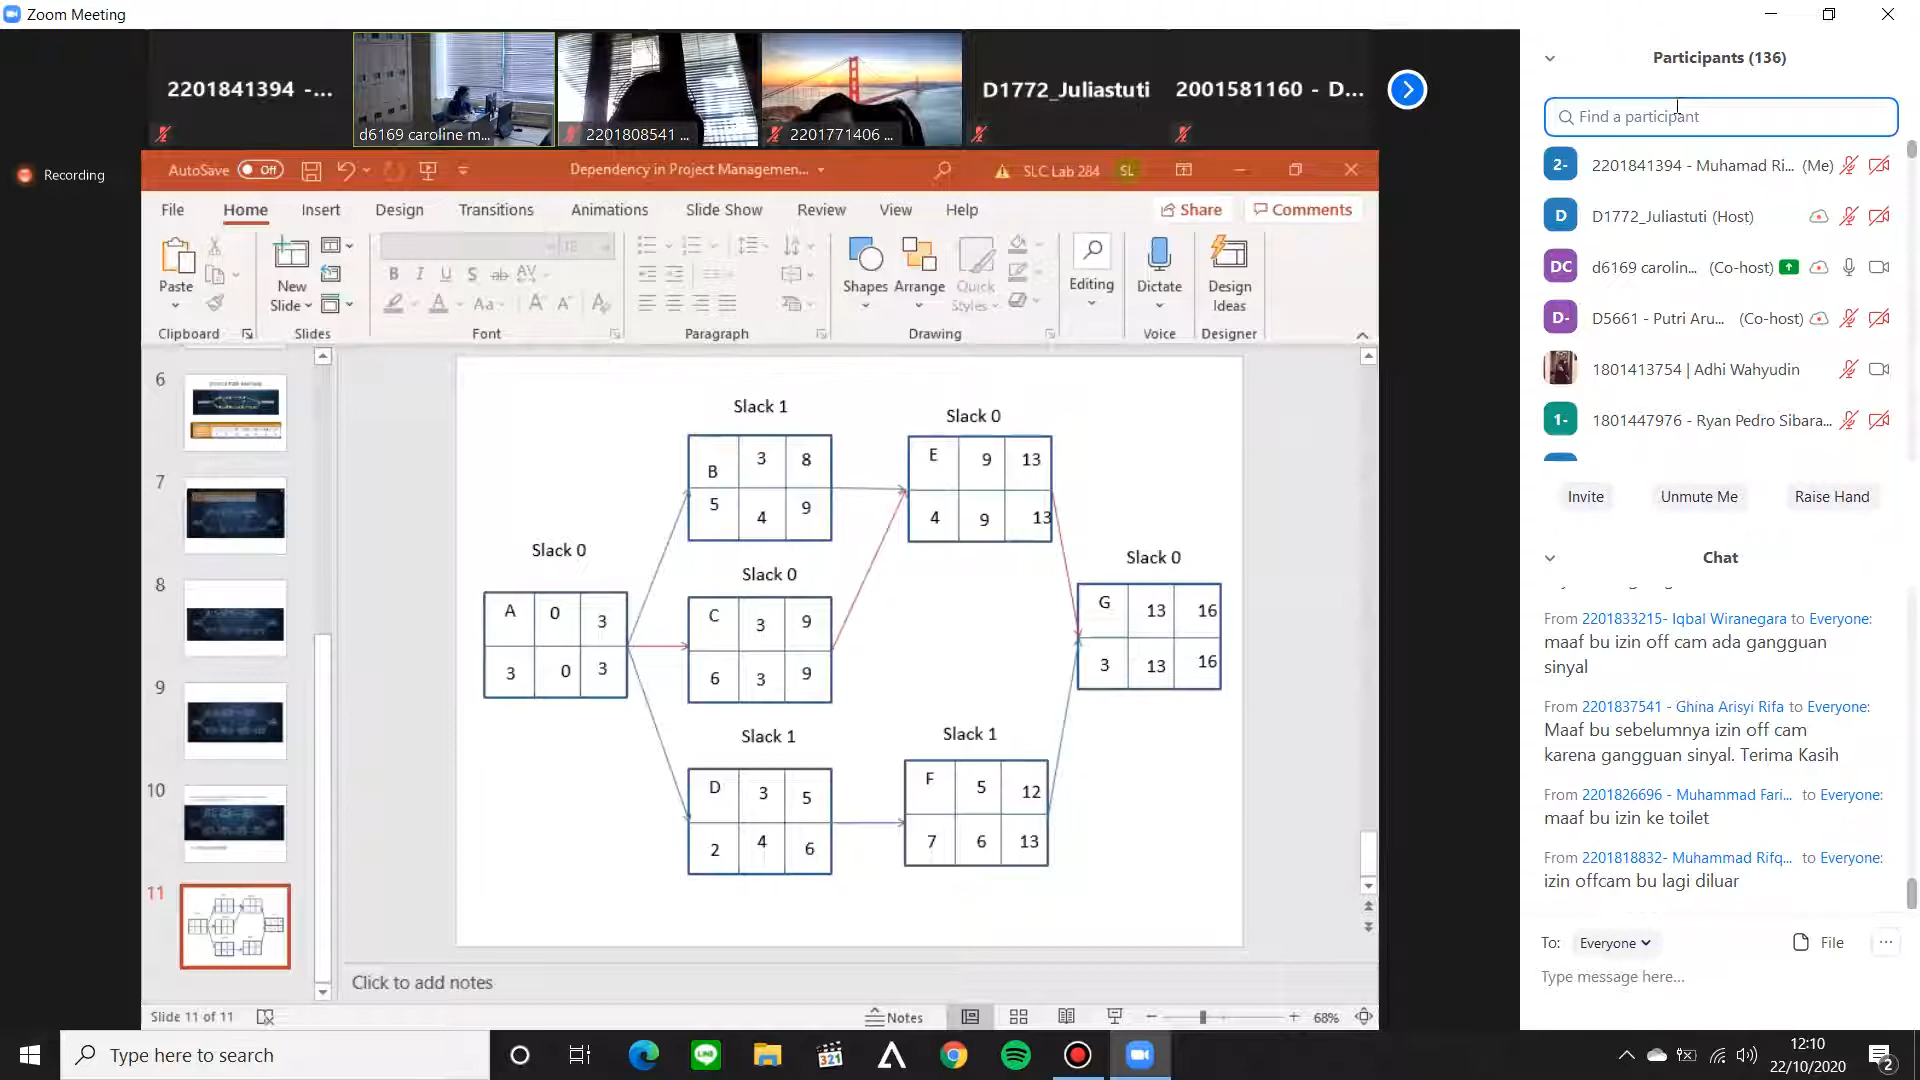 Zoom Meeting
2201841394 -...
d6169 caroline m...
2201808541 ...
2201771406 ...
D1772_Juliastuti
2001581160 - D...
Recording
AutoSave Off
Dependency in Project Managemen...
SLC Lab 284
SL
File Home Insert Design Transitions Animations Slide Show Review View Help
Share
Comments
Paste
New
Slide
18
B I U S ab AV
A Aa A A A
Shapes
Arrange
Quick
Styles
Editing
Dictate
Design
Ideas
Clipboard
Slides
Font
Paragraph
Drawing
Voice
Designer
6
7
8
9
10
11
Slack 1
B 3 8
5 4 9
Slack 0
E 9 13
4 9 13
Slack 0
A 0 3
3 0 3
Slack 0
C 3 9
6 3 9
Slack 0
G 13 16
3 13 16
Slack 1
D 3 5
2 4 6
Slack 1
F 5 12
7 6 13
Click to add notes
Slide 11 of 11
Notes
68%
Participants (136)
Find a participant
2- 2201841394 - Muhamad Ri... (Me)
D D1772_Juliastuti (Host)
DC d6169 carolin... (Co-host)
D- D5661 - Putri Aru... (Co-host)
1801413754 | Adhi Wahyudin
1- 1801447976 - Ryan Pedro Sibara...
Invite
Unmute Me
Raise Hand
Chat
From 2201833215- Iqbal Wiranegara to Everyone:
maaf bu izin off cam ada gangguan
sinyal
From 2201837541 - Ghina Arisyi Rifa to Everyone:
Maaf bu sebelumnya izin off cam
karena gangguan sinyal. Terima Kasih
From 2201826696 - Muhammad Fari... to Everyone:
maaf bu izin ke toilet
From 2201818832- Muhammad Rifq... to Everyone:
izin offcam bu lagi diluar
To: Everyone
File
...
Type message here...
Type here to search
321
12:10
22/10/2020
2